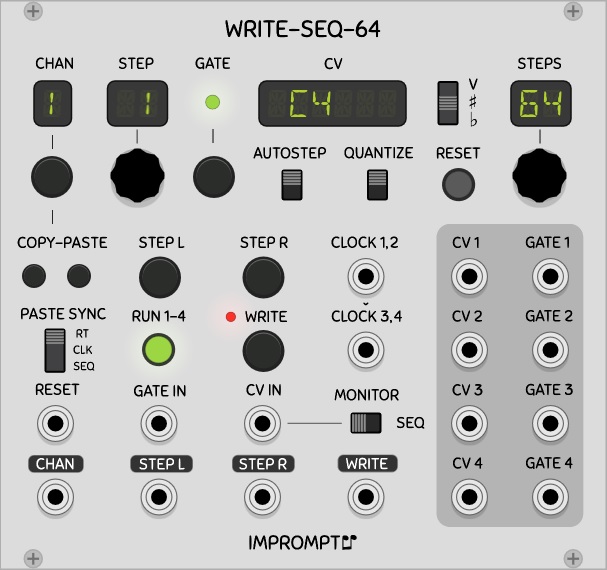 WRITE-SEQ-64
CHAN STEP GATE CV STEPS
1 1 C4 V ♯ ♭ 64
AUTOSTEP QUANTIZE RESET
COPY-PASTE STEP L STEP R CLOCK 1,2 CV 1 GATE 1
PASTE SYNC RUN 1-4 WRITE CLOCK 3,4 CV 2 GATE 2
RT
CLK
SEQ
RESET GATE IN CV IN MONITOR CV 3 GATE 3
SEQ
CHAN STEP L STEP R WRITE CV 4 GATE 4
IMPROMPTU